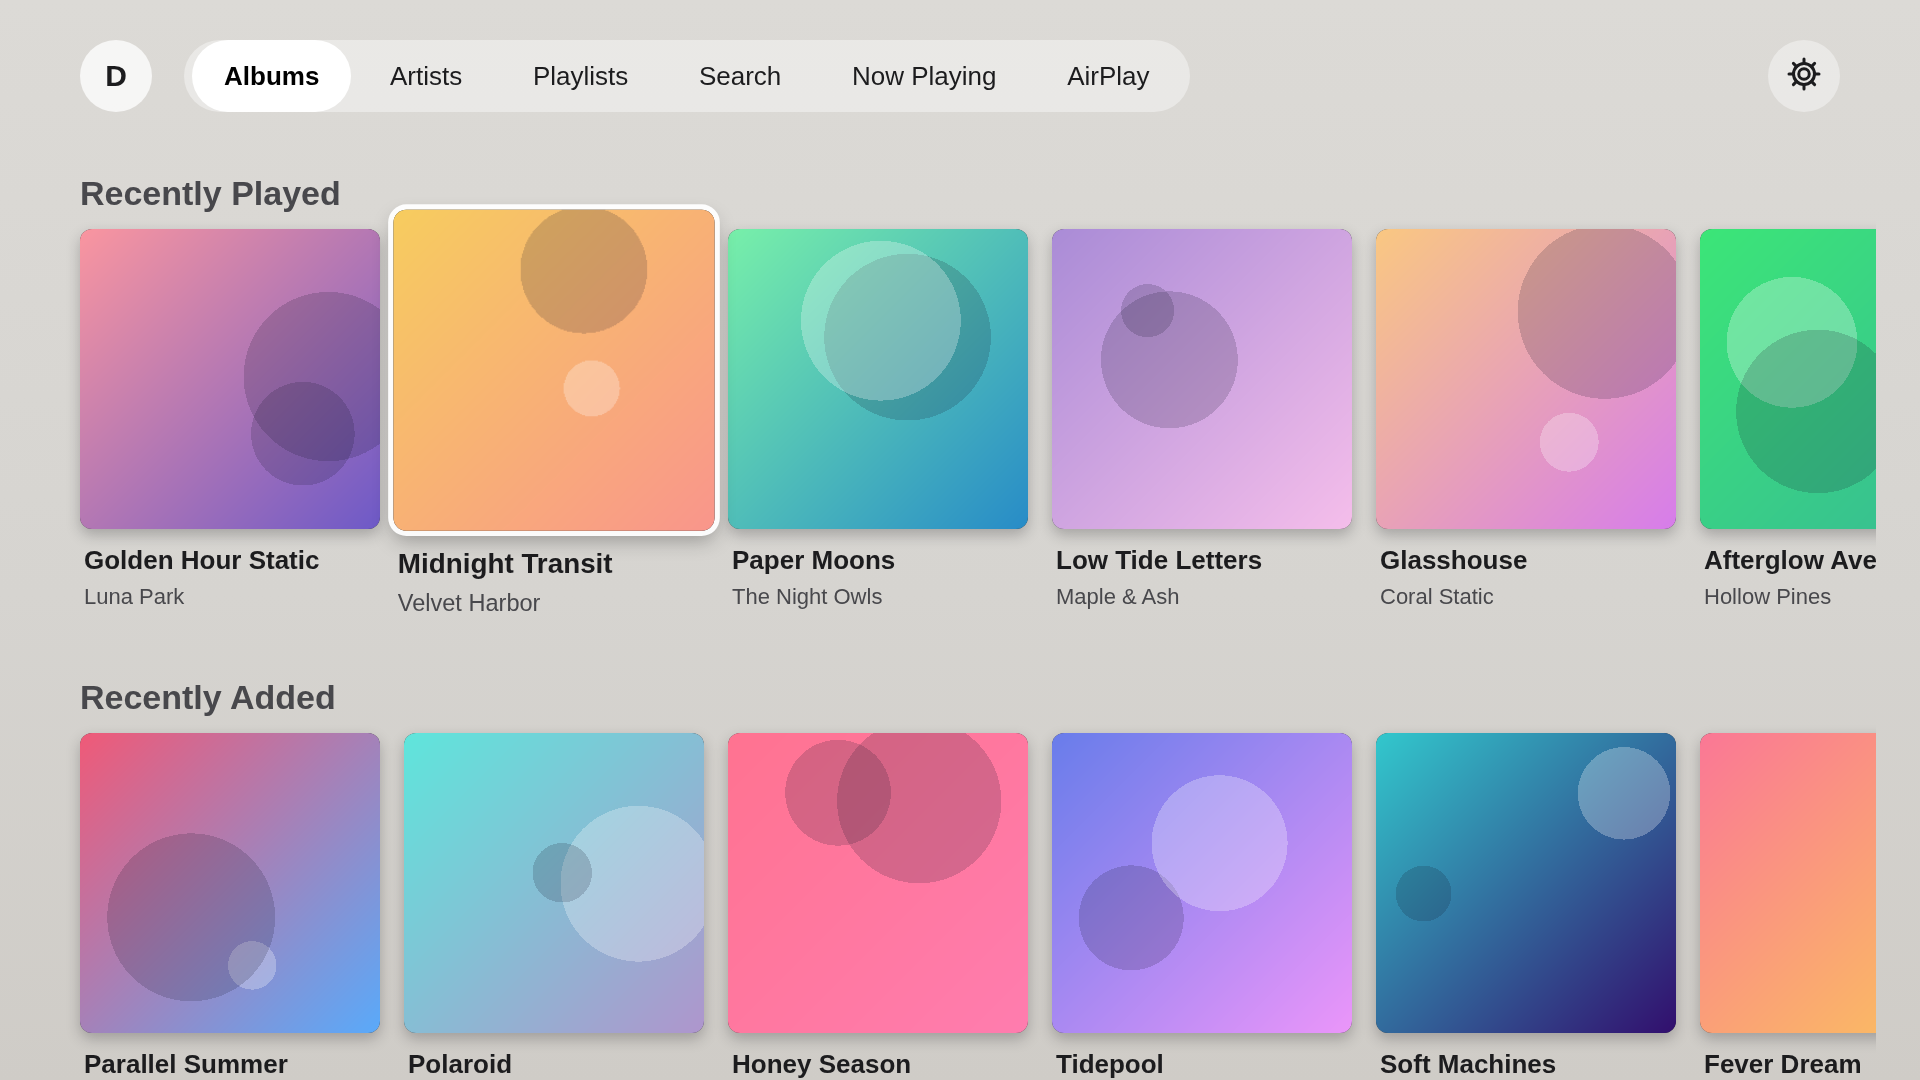 D
Albums
Artists
Playlists
Search
Now Playing
AirPlay
Recently Played
Golden Hour Static
Luna Park
Midnight Transit
Velvet Harbor
Paper Moons
The Night Owls
Low Tide Letters
Maple & Ash
Glasshouse
Coral Static
Afterglow Ave
Hollow Pines
Recently Added
Parallel Summer
Polaroid
Honey Season
Tidepool
Soft Machines
Fever Dream